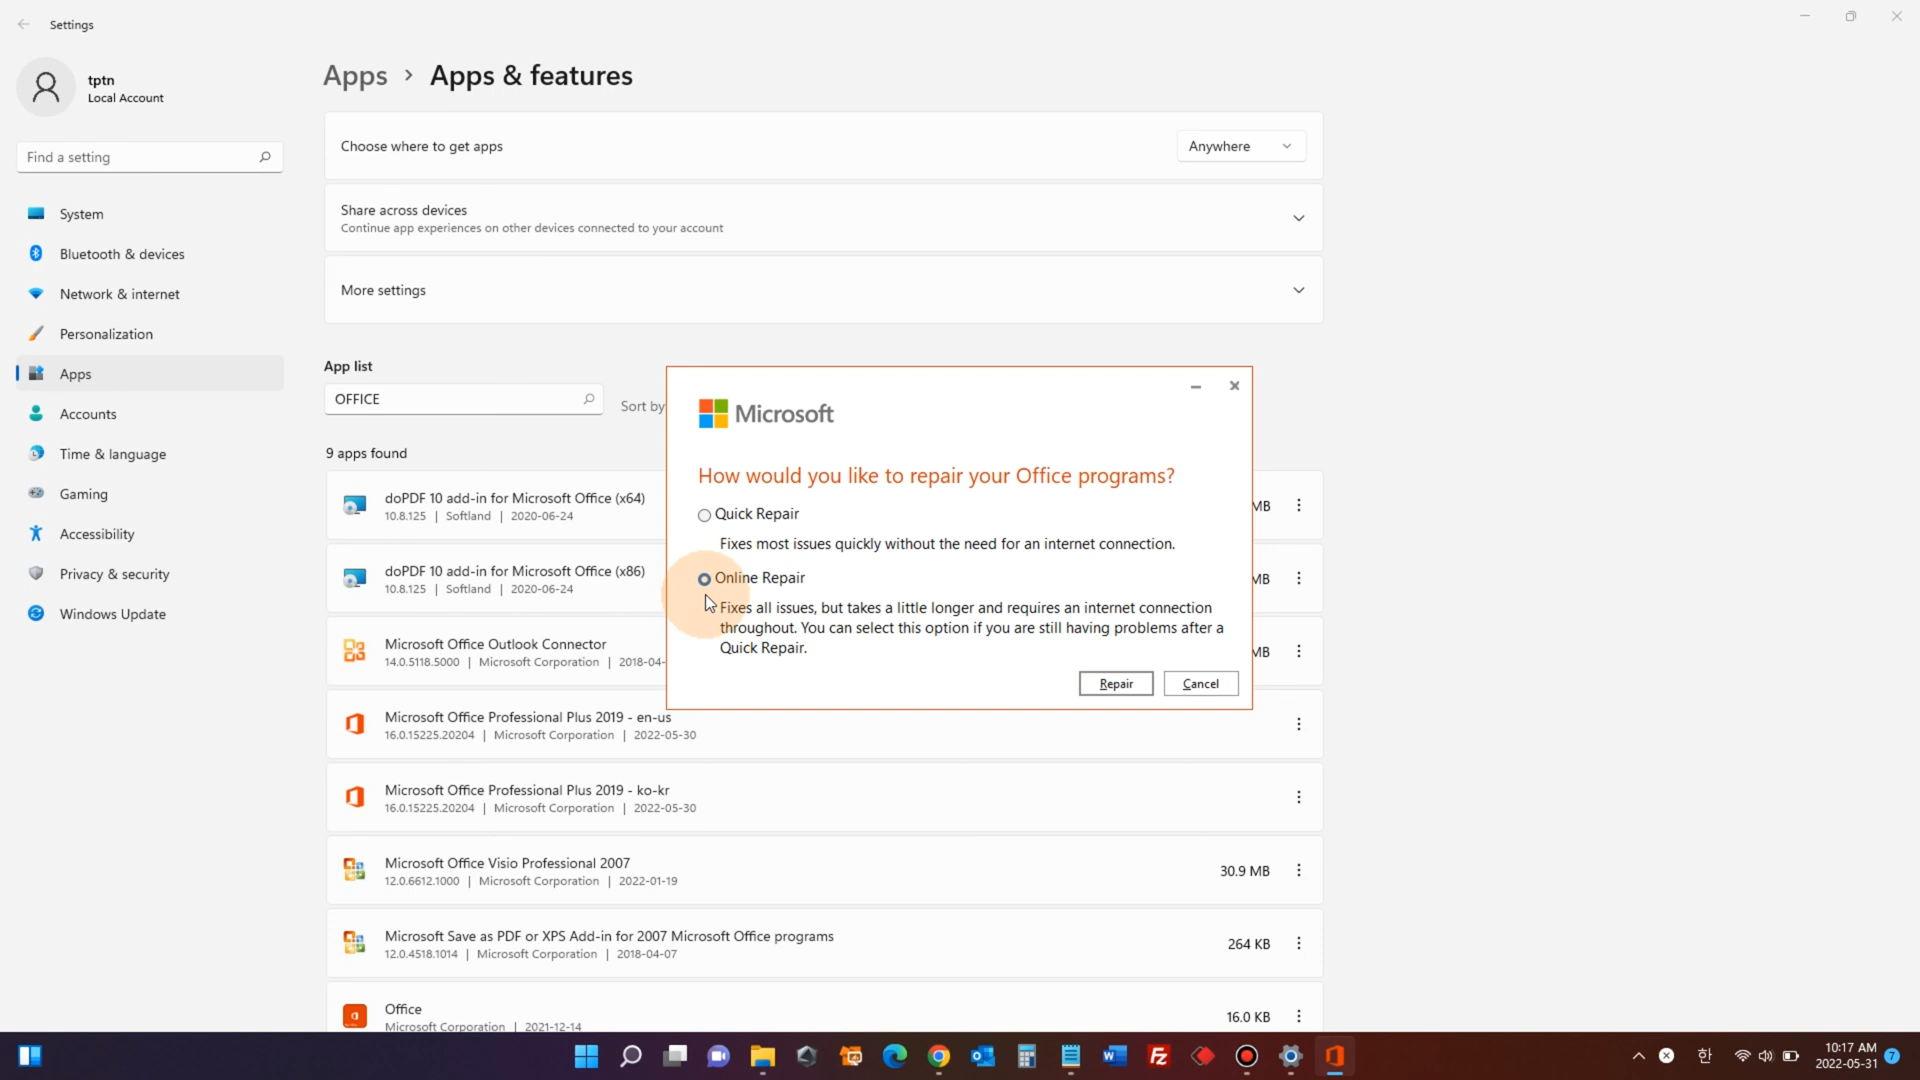 Settings
tptn
Local Account
Find a setting
System
Bluetooth & devices
Network & internet
Personalization
Apps
Accounts
Time & language
Gaming
Accessibility
Privacy & security
Windows Update
Apps > Apps & features
Choose where to get apps
Anywhere
Share across devices
Continue app experiences on other devices connected to your account
More settings
App list
OFFICE
Sort by
9 apps found
doPDF 10 add-in for Microsoft Office (x64)
10.8.125 | Softland | 2020-06-24
MB
doPDF 10 add-in for Microsoft Office (x86)
10.8.125 | Softland | 2020-06-24
MB
Microsoft Office Outlook Connector
14.0.5118.5000 | Microsoft Corporation | 2018-04-
MB
Microsoft Office Professional Plus 2019 - en-us
16.0.15225.20204 | Microsoft Corporation | 2022-05-30
Microsoft Office Professional Plus 2019 - ko-kr
16.0.15225.20204 | Microsoft Corporation | 2022-05-30
Microsoft Office Visio Professional 2007
12.0.6612.1000 | Microsoft Corporation | 2022-01-19
30.9 MB
Microsoft Save as PDF or XPS Add-in for 2007 Microsoft Office programs
12.0.4518.1014 | Microsoft Corporation | 2018-04-07
264 KB
Office
Microsoft Corporation | 2021-12-14
16.0 KB
Microsoft
How would you like to repair your Office programs?
Quick Repair
Fixes most issues quickly without the need for an internet connection.
Online Repair
Fixes all issues, but takes a little longer and requires an internet connection
throughout. You can select this option if you are still having problems after a
Quick Repair.
Repair
Cancel
한
10:17 AM
2022-05-31
7